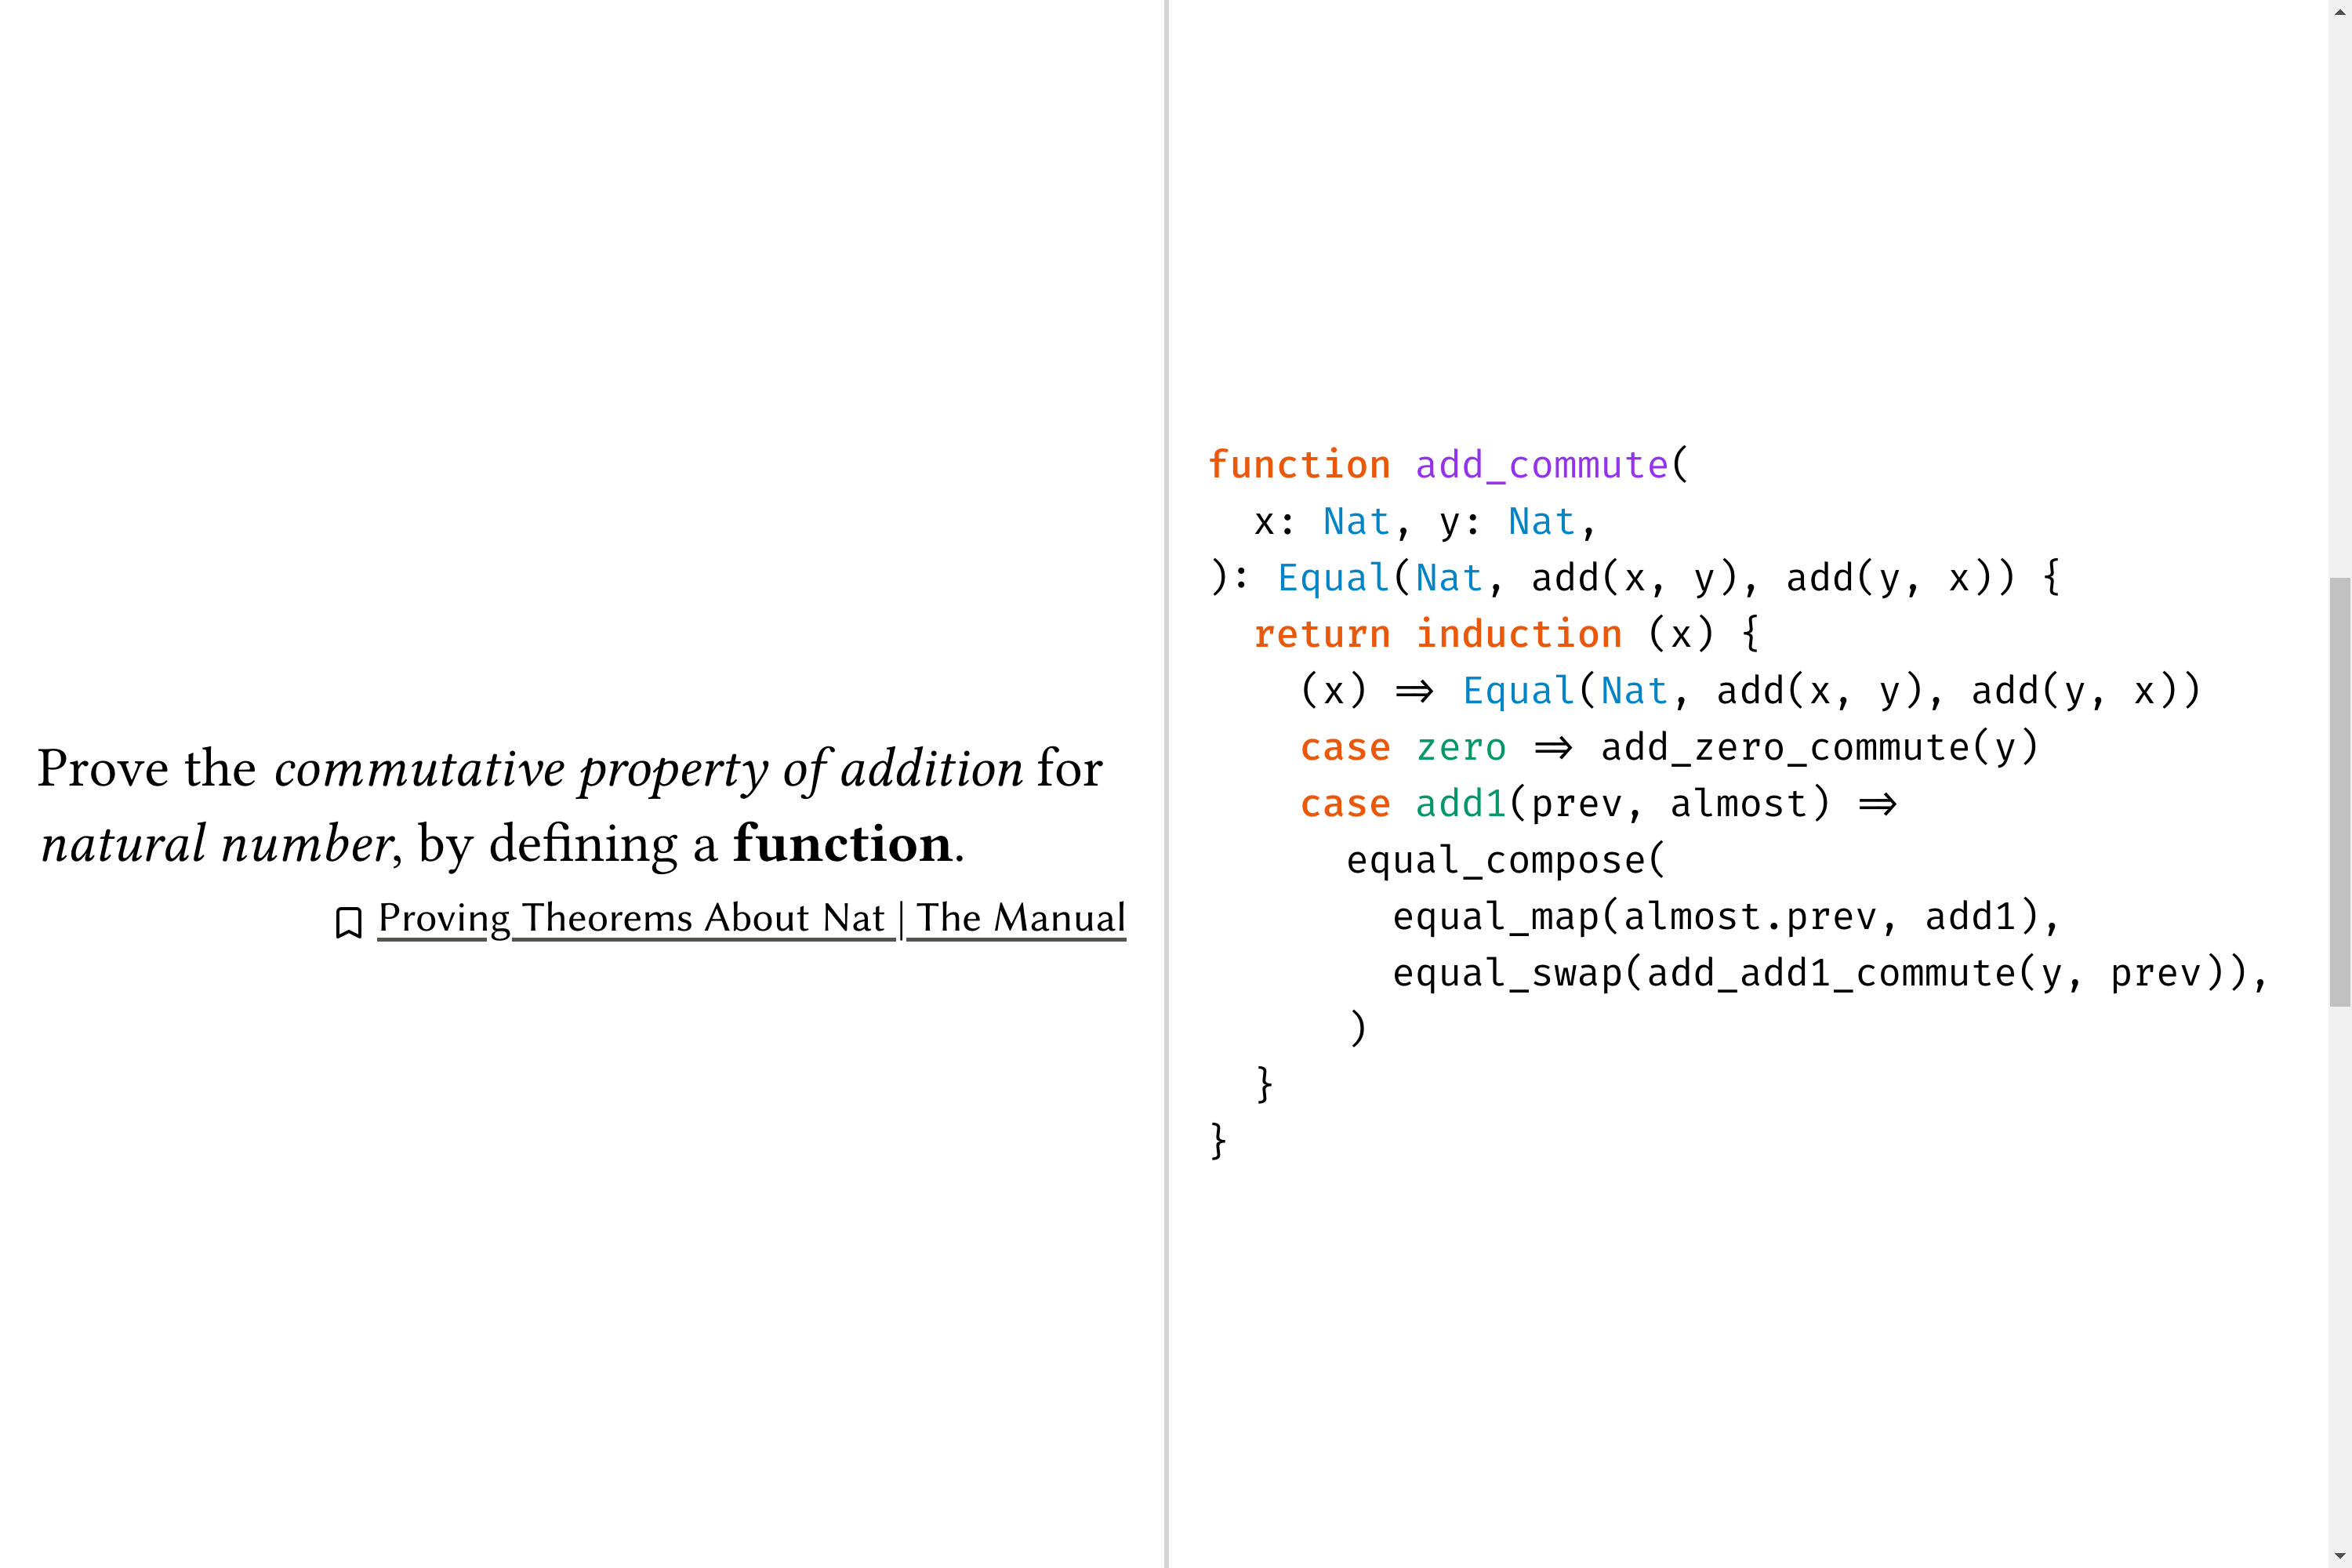 Prove the commutative property of addition for
natural number, by defining a function.
Proving Theorems About Nat | The Manual
function add_commute(
  x: Nat, y: Nat,
): Equal(Nat, add(x, y), add(y, x)) {
  return induction (x) {
    (x) => Equal(Nat, add(x, y), add(y, x))
    case zero => add_zero_commute(y)
    case add1(prev, almost) =>
      equal_compose(
        equal_map(almost.prev, add1),
        equal_swap(add_add1_commute(y, prev)),
      )
  }
}